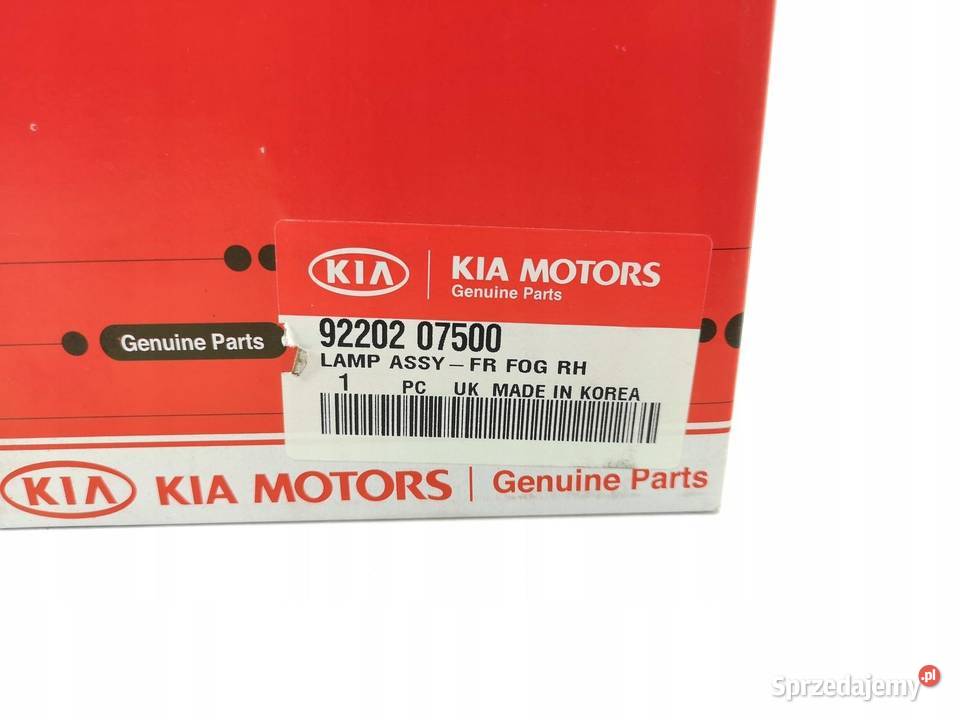 KIA KIA MOTORS
Genuine Parts
92202 07500
LAMP ASSY - FR FOG RH
1 PC UK MADE IN KOREA
Genuine Parts
KIA KIA MOTORS Genuine Parts
Sprzedajemy .pl